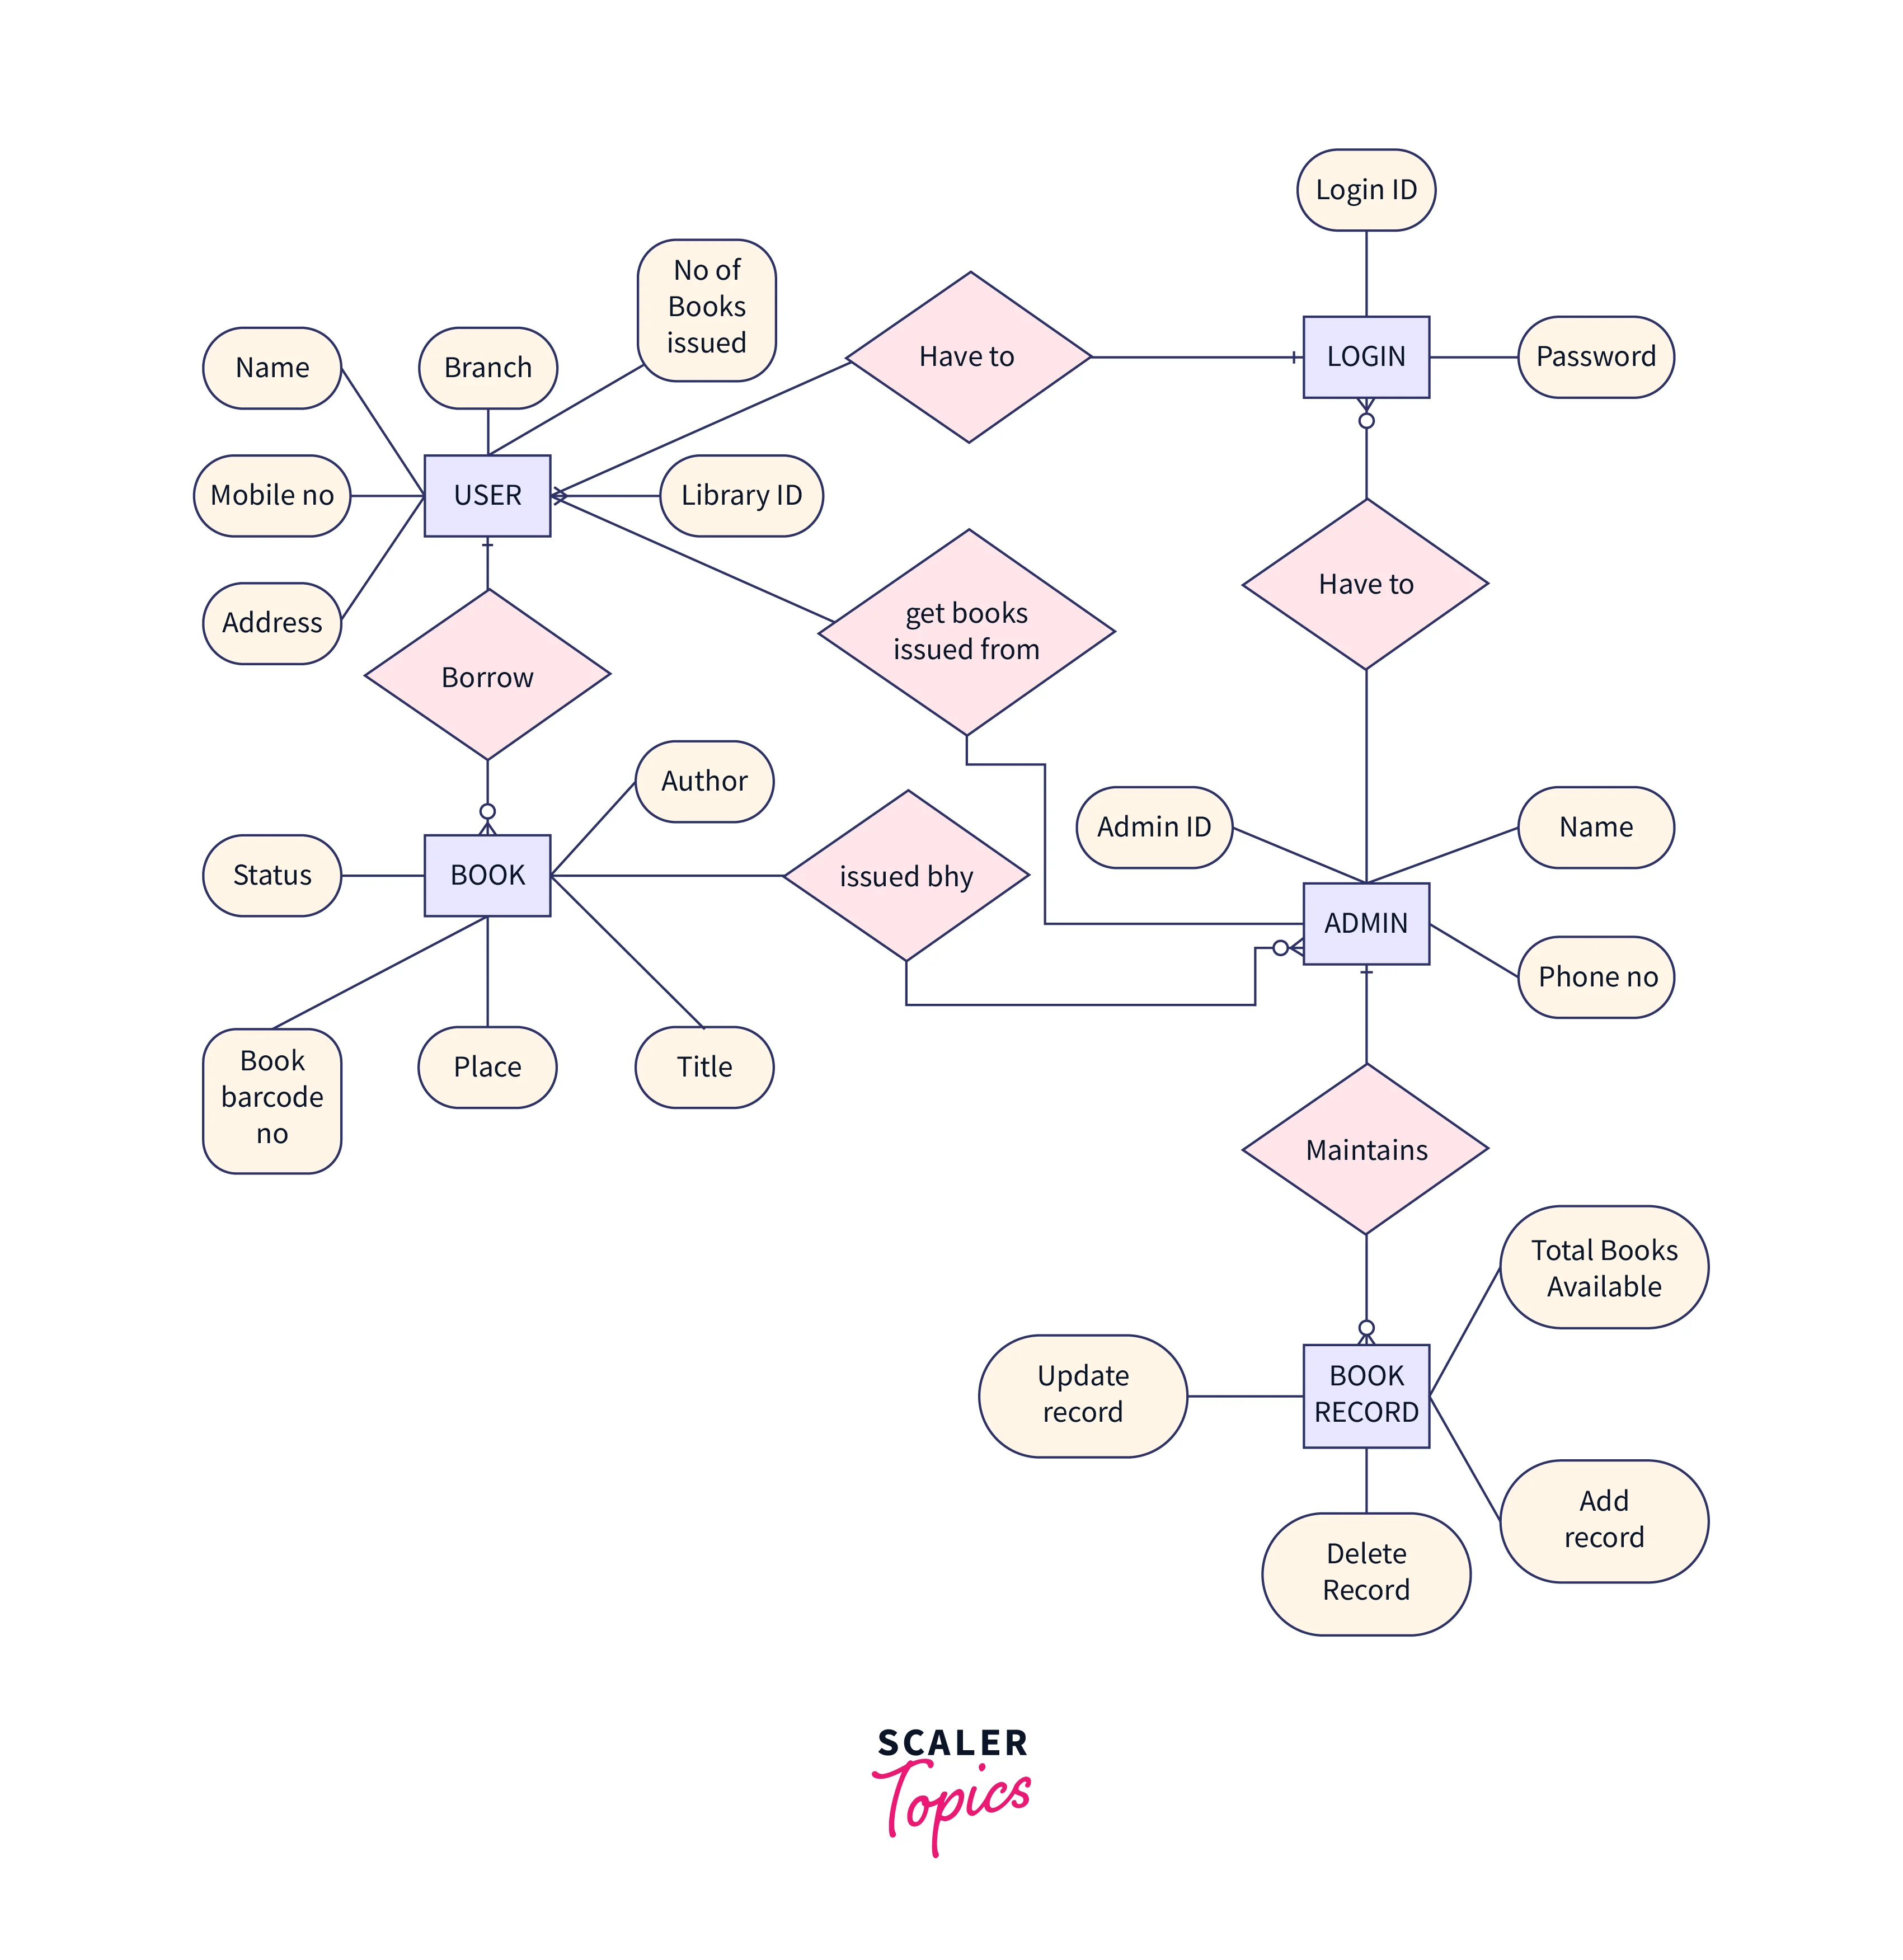 Login ID
No of
Books
issued
Have to
LOGIN
Password
Name
Branch
Mobile no
USER
Library ID
Have to
get books
issued from
Address
Borrow
Author
Admin ID
Name
Status
BOOK
issued bhy
ADMIN
Phone no
Book
barcode
no
Place
Title
Maintains
Total Books
Available
Update
record
BOOK
RECORD
Add
record
Delete
Record
SCALER
Topics